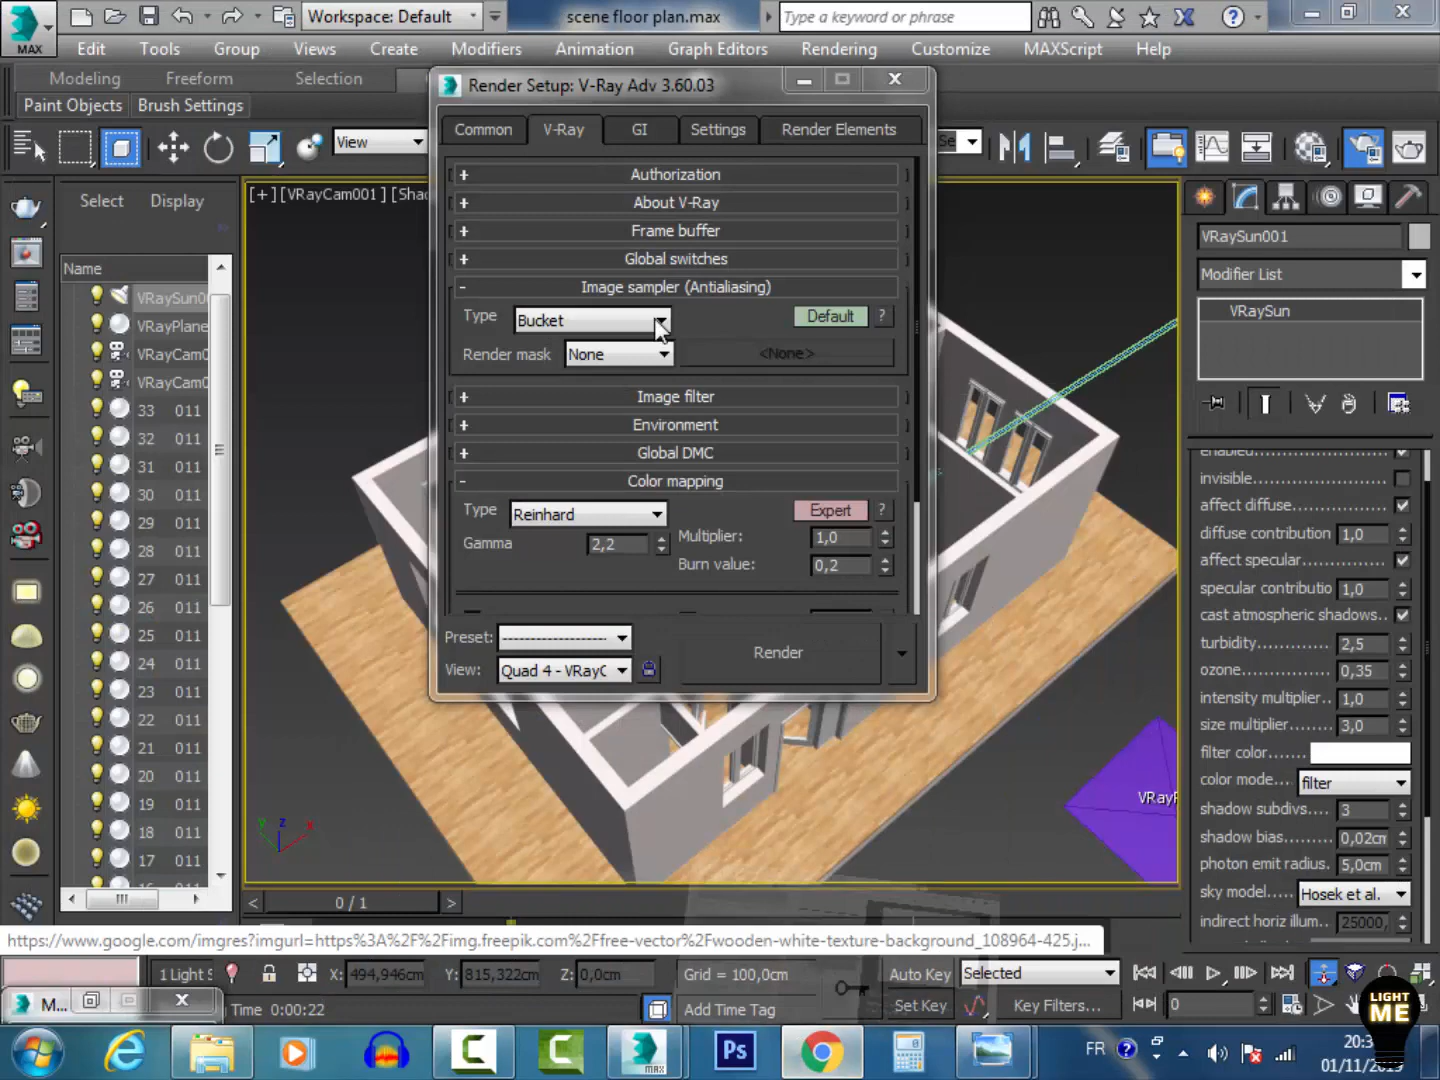 Workspace: Default
scene floor plan.max
Type a keyword or phrase
MAX
Edit Tools Group Views Create Modifiers Animation Graph Editors Rendering Customize MAXScript Help
Modeling Freeform Selection
Paint Objects Brush Settings
View
Se
Render Setup: V-Ray Adv 3.60.03
Common V-Ray GI Settings Render Elements
+ Authorization
+ About V-Ray
+ Frame buffer
+ Global switches
- Image sampler (Antialiasing)
Type Bucket Default ?
Render mask None <None>
+ Image filter
+ Environment
+ Global DMC
- Color mapping
Type Reinhard Expert ?
Gamma 2,2 Multiplier: 1,0
Burn value: 0,2
Preset: --------------------
View: Quad 4 - VRayC Render
Select Display
Name
VRaySun0
VRayPlane
VRayCam0
VRayCam0
33 011
32 011
31 011
30 011
29 011
28 011
27 011
26 011
25 011
24 011
23 011
22 011
21 011
20 011
19 011
18 011
17 011
[+] [VRayCam001] [Sha
z
x
VRayP
VRaySun001
Modifier List
VRaySun
invisible
affect diffuse
diffuse contribution 1,0
affect specular
specular contributio 1,0
cast atmospheric shadows
turbidity 2,5
ozone 0,35
intensity multiplier 1,0
size multiplier 3,0
filter color
color mode filter
shadow subdivs 3
shadow bias 0,02cm
photon emit radius 5,0cm
sky model Hosek et al.
indirect horiz illum 25000,
< 0 / 1 >
https://www.google.com/imgres?imgurl=https%3A%2F%2Fimg.freepik.com%2Ffree-vector%2Fwooden-white-texture-background_108964-425.j...
1 Light S X: 494,946cm Y: 815,322cm Z: 0,0cm Grid = 100,0cm Auto Key Selected
M... Time 0:00:22 Add Time Tag Set Key Key Filters... 0
LIGHT
ME
Ps
MAX
FR
20:3
01/11/20